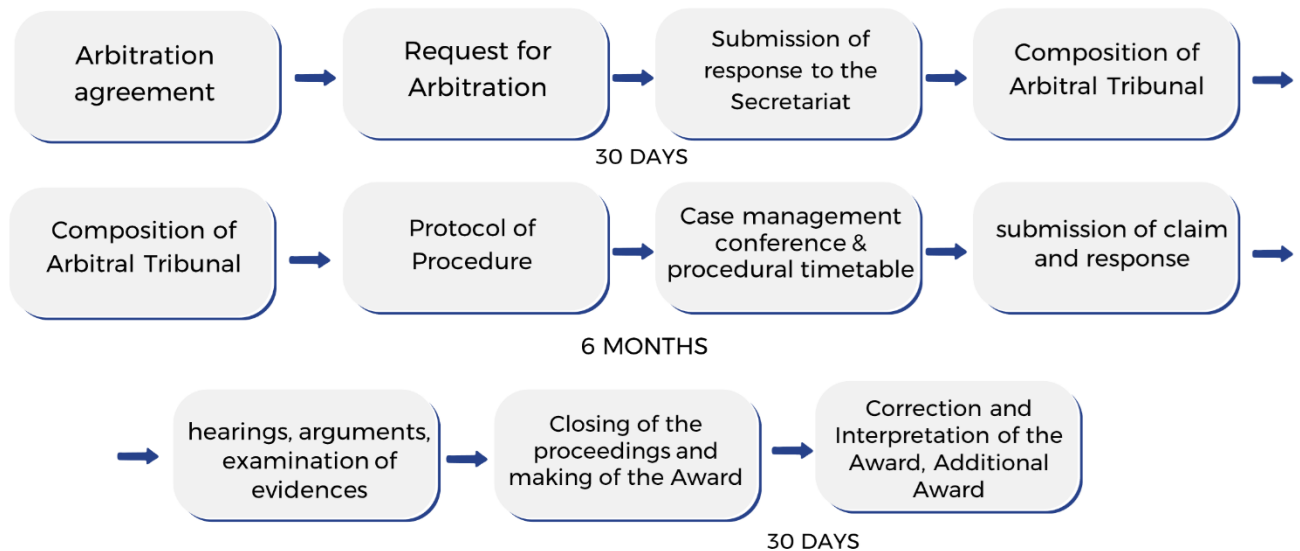 Arbitration
agreement
Request for
Arbitration
Submission of
response to the
Secretariat
Composition of
Arbitral Tribunal
30 DAYS
Composition of
Arbitral Tribunal
Protocol of
Procedure
Case management
conference &
procedural timetable
submission of claim
and response
6 MONTHS
hearings, arguments,
examination of
evidences
Closing of the
proceedings and
making of the Award
Correction and
Interpretation of the
Award, Additional
Award
30 DAYS